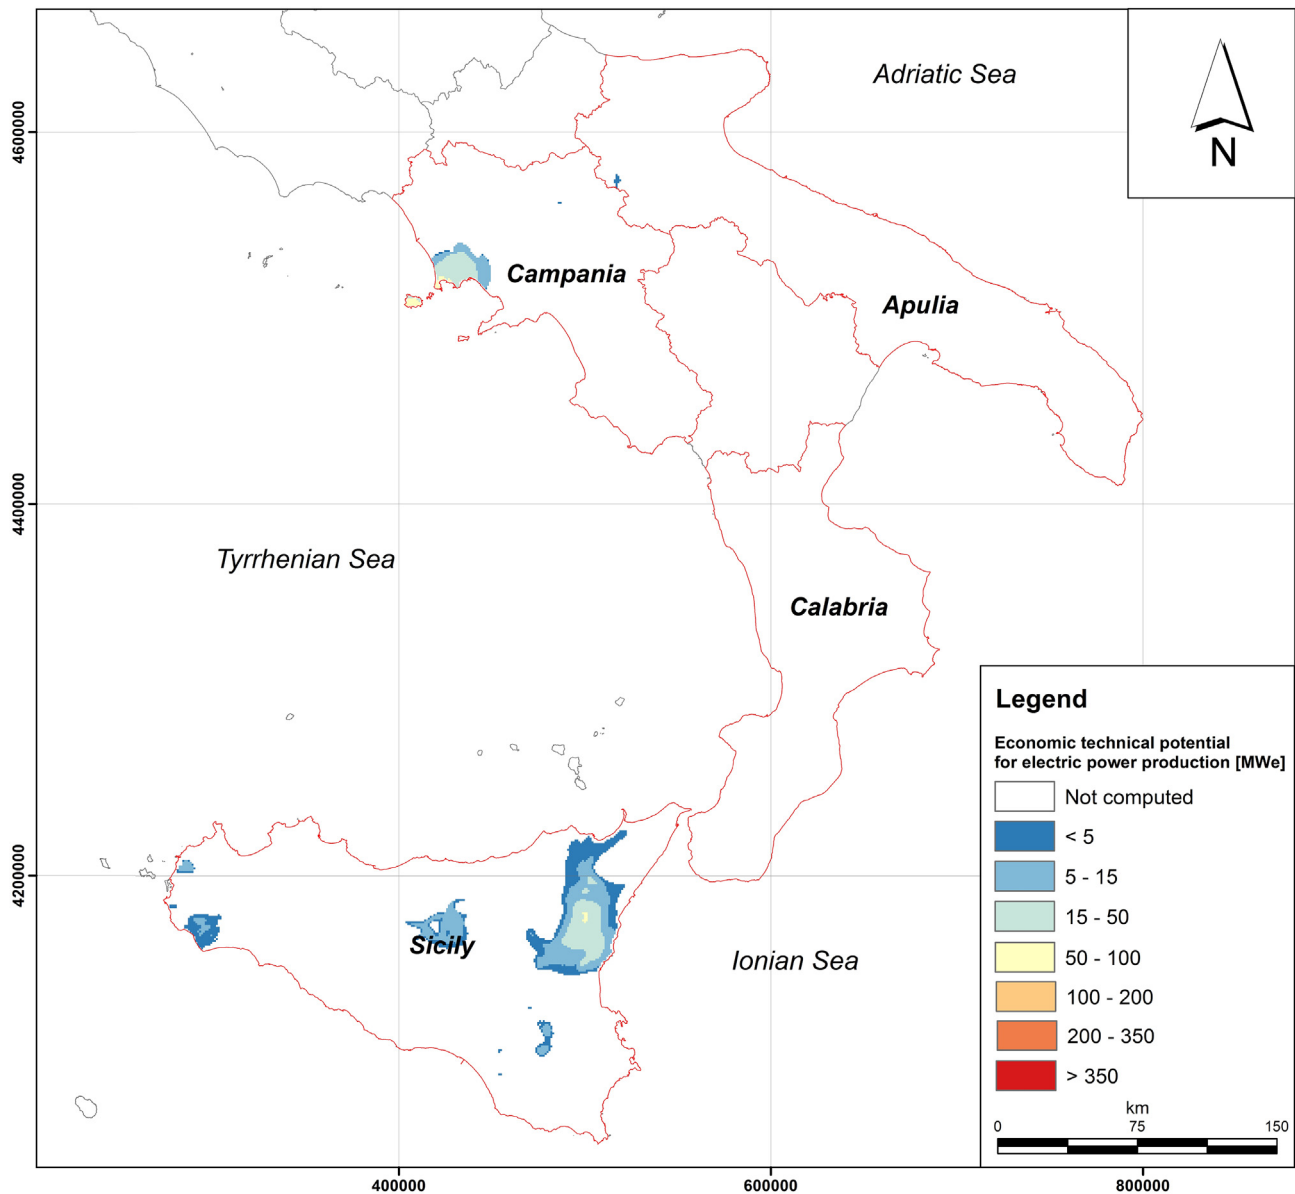 Adriatic Sea
N
4600000
Campania
Apulia
4400000
Tyrrhenian Sea
Calabria
4200000
Sicily
Ionian Sea
Legend
Economic technical potential
for electric power production [MWe]
Not computed
< 5
5 - 15
15 - 50
50 - 100
100 - 200
200 - 350
> 350
km
0 75 150
400000 600000 800000